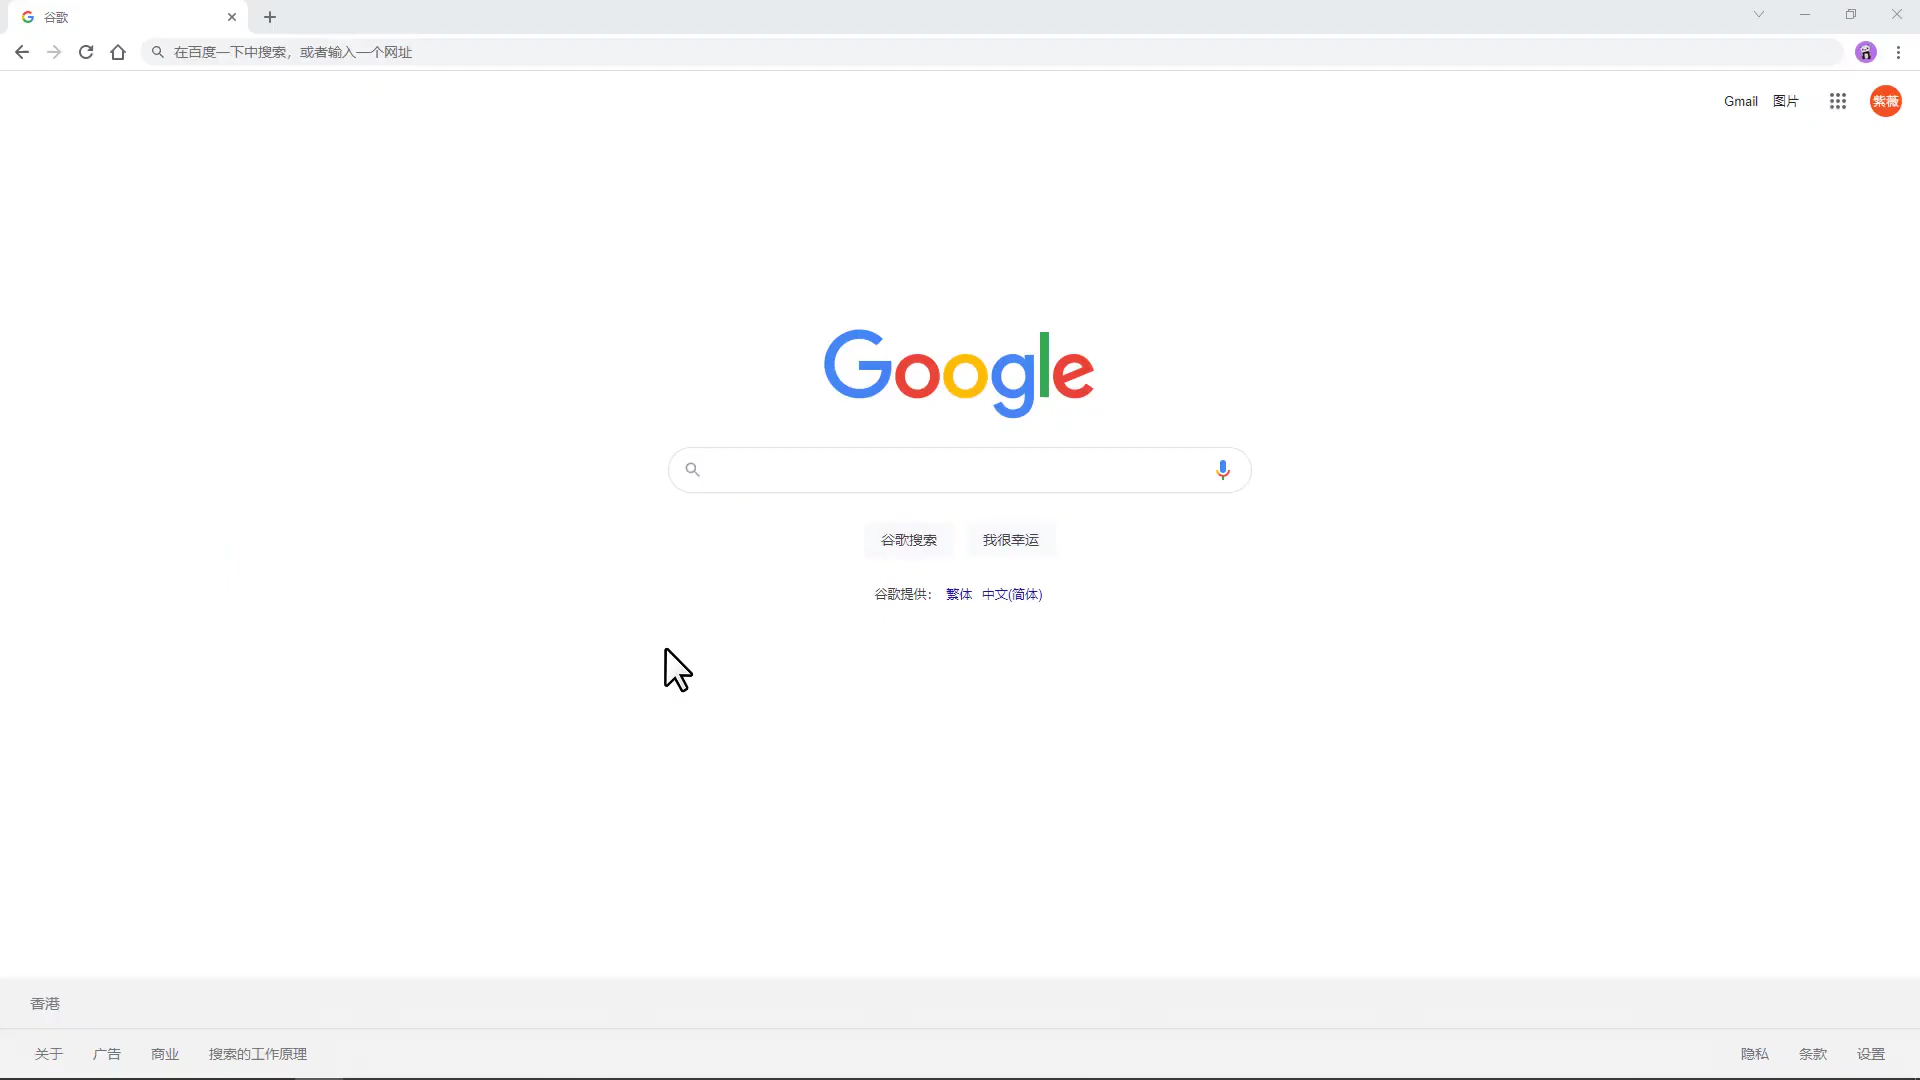 谷歌
在百度一下中搜索，或者输入一个网址
Gmail 图片 紫薇
Google
谷歌搜索 我很幸运
谷歌提供： 繁体 中文(简体)
香港
关于 广告 商业 搜索的工作原理 隐私 条款 设置